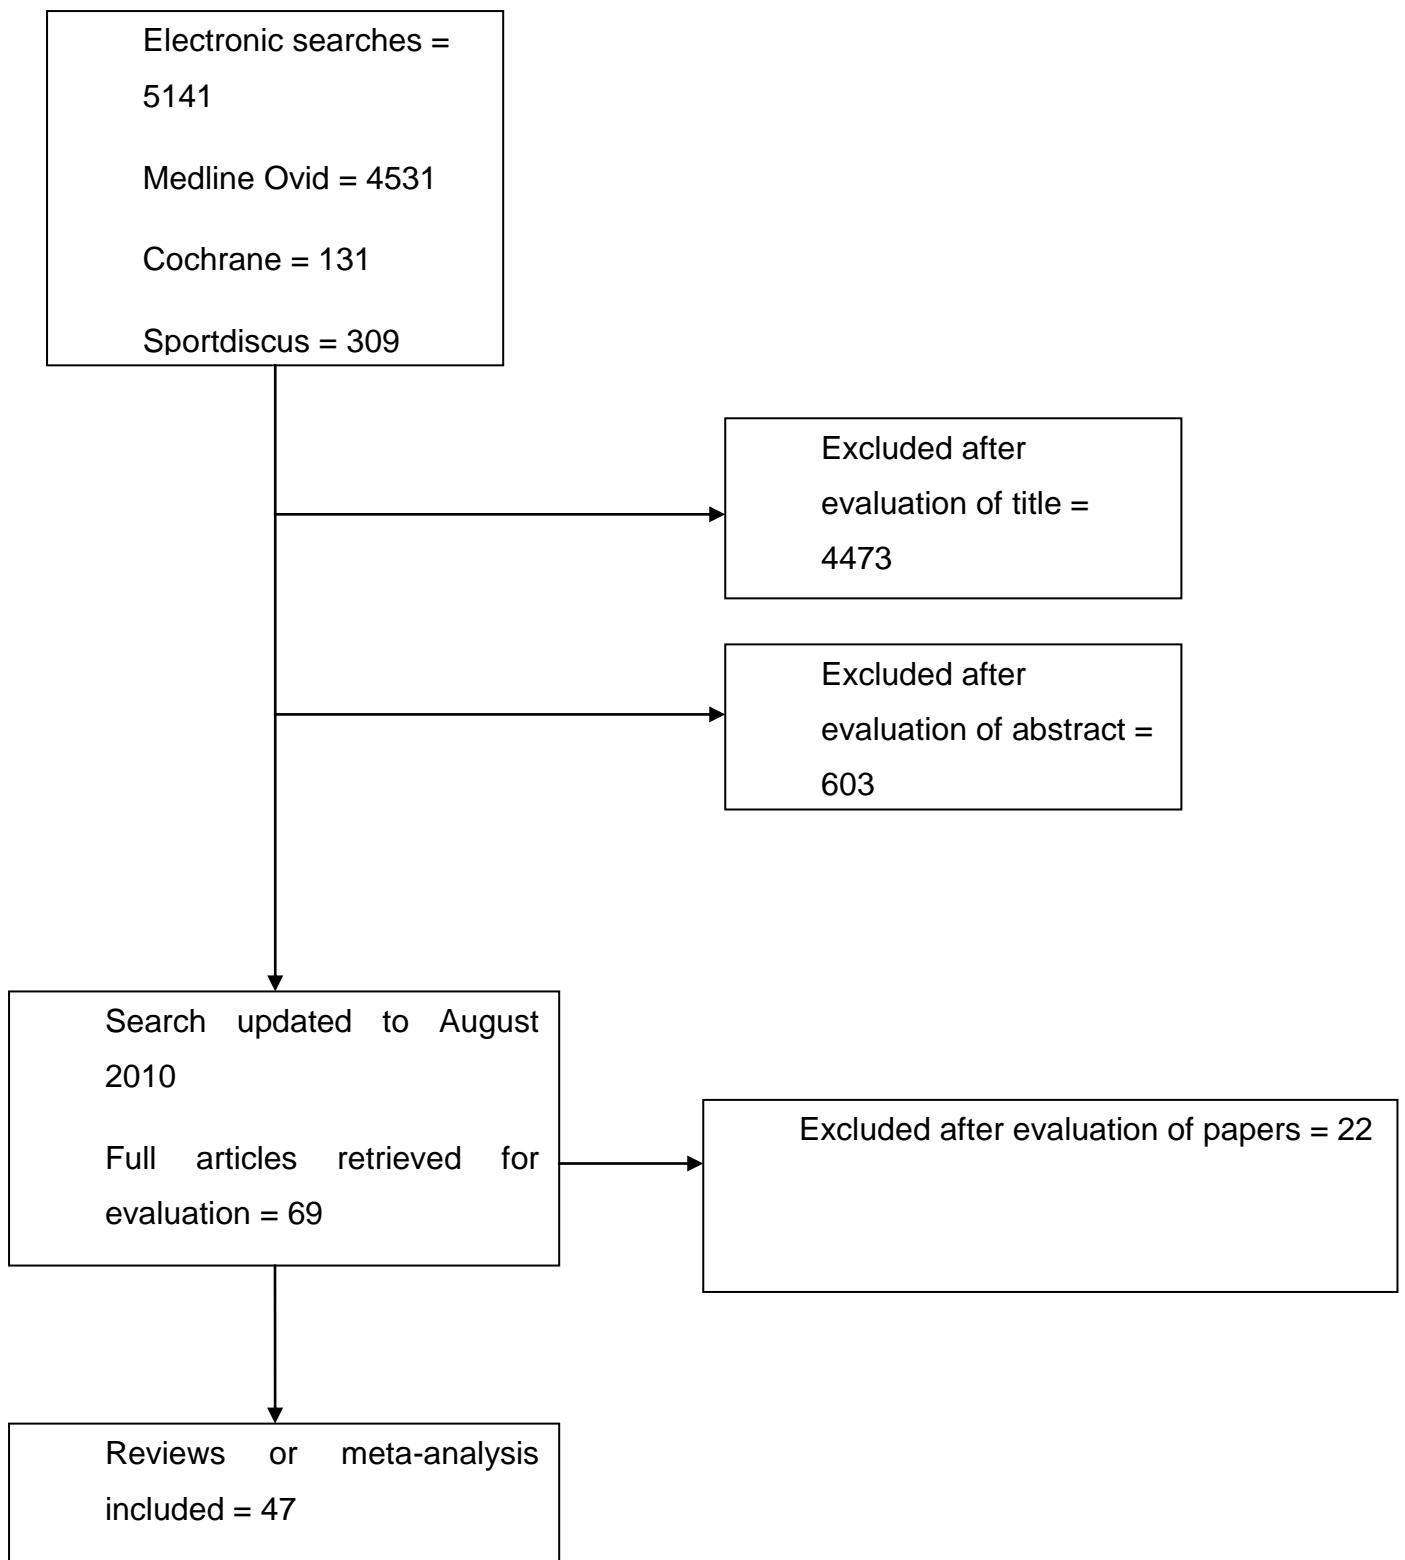 Electronic searches =
5141
Medline Ovid = 4531
Cochrane = 131
Sportdiscus = 309
Excluded after
evaluation of title =
4473
Excluded after
evaluation of abstract =
603
Search updated to August
2010
Full articles retrieved for
evaluation = 69
Excluded after evaluation of papers = 22
Reviews or meta-analysis
included = 47